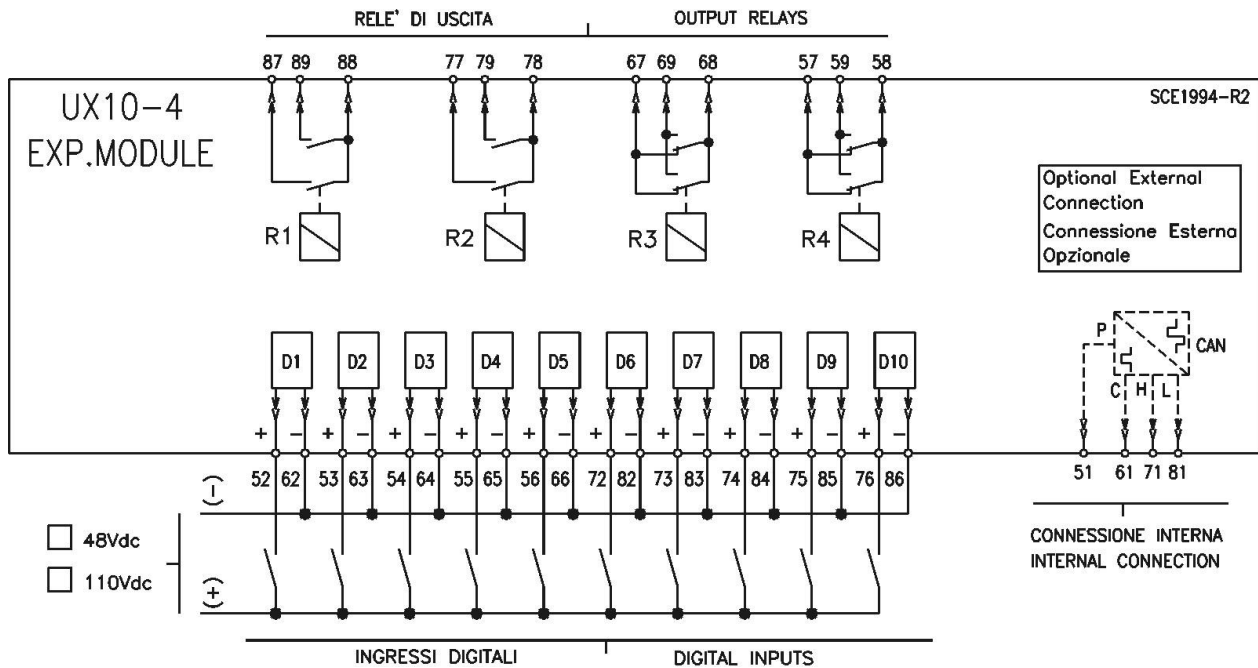 RELE' DI USCITA OUTPUT RELAYS
87 89 88 77 79 78 67 69 68 57 59 58
UX10-4
EXP.MODULE
SCE1994-R2
Optional External
Connection
Connessione Esterna
Opzionale
R1 R2 R3 R4
D1 D2 D3 D4 D5 D6 D7 D8 D9 D10
P CAN
C H L
+ − + − + − + − + − + − + − + − + − +
52 62 53 63 54 64 55 65 56 66 72 82 73 83 74 84 75 85 76 86
51 61 71 81
(−)
48Vdc
110Vdc
(+)
CONNESSIONE INTERNA
INTERNAL CONNECTION
INGRESSI DIGITALI DIGITAL INPUTS